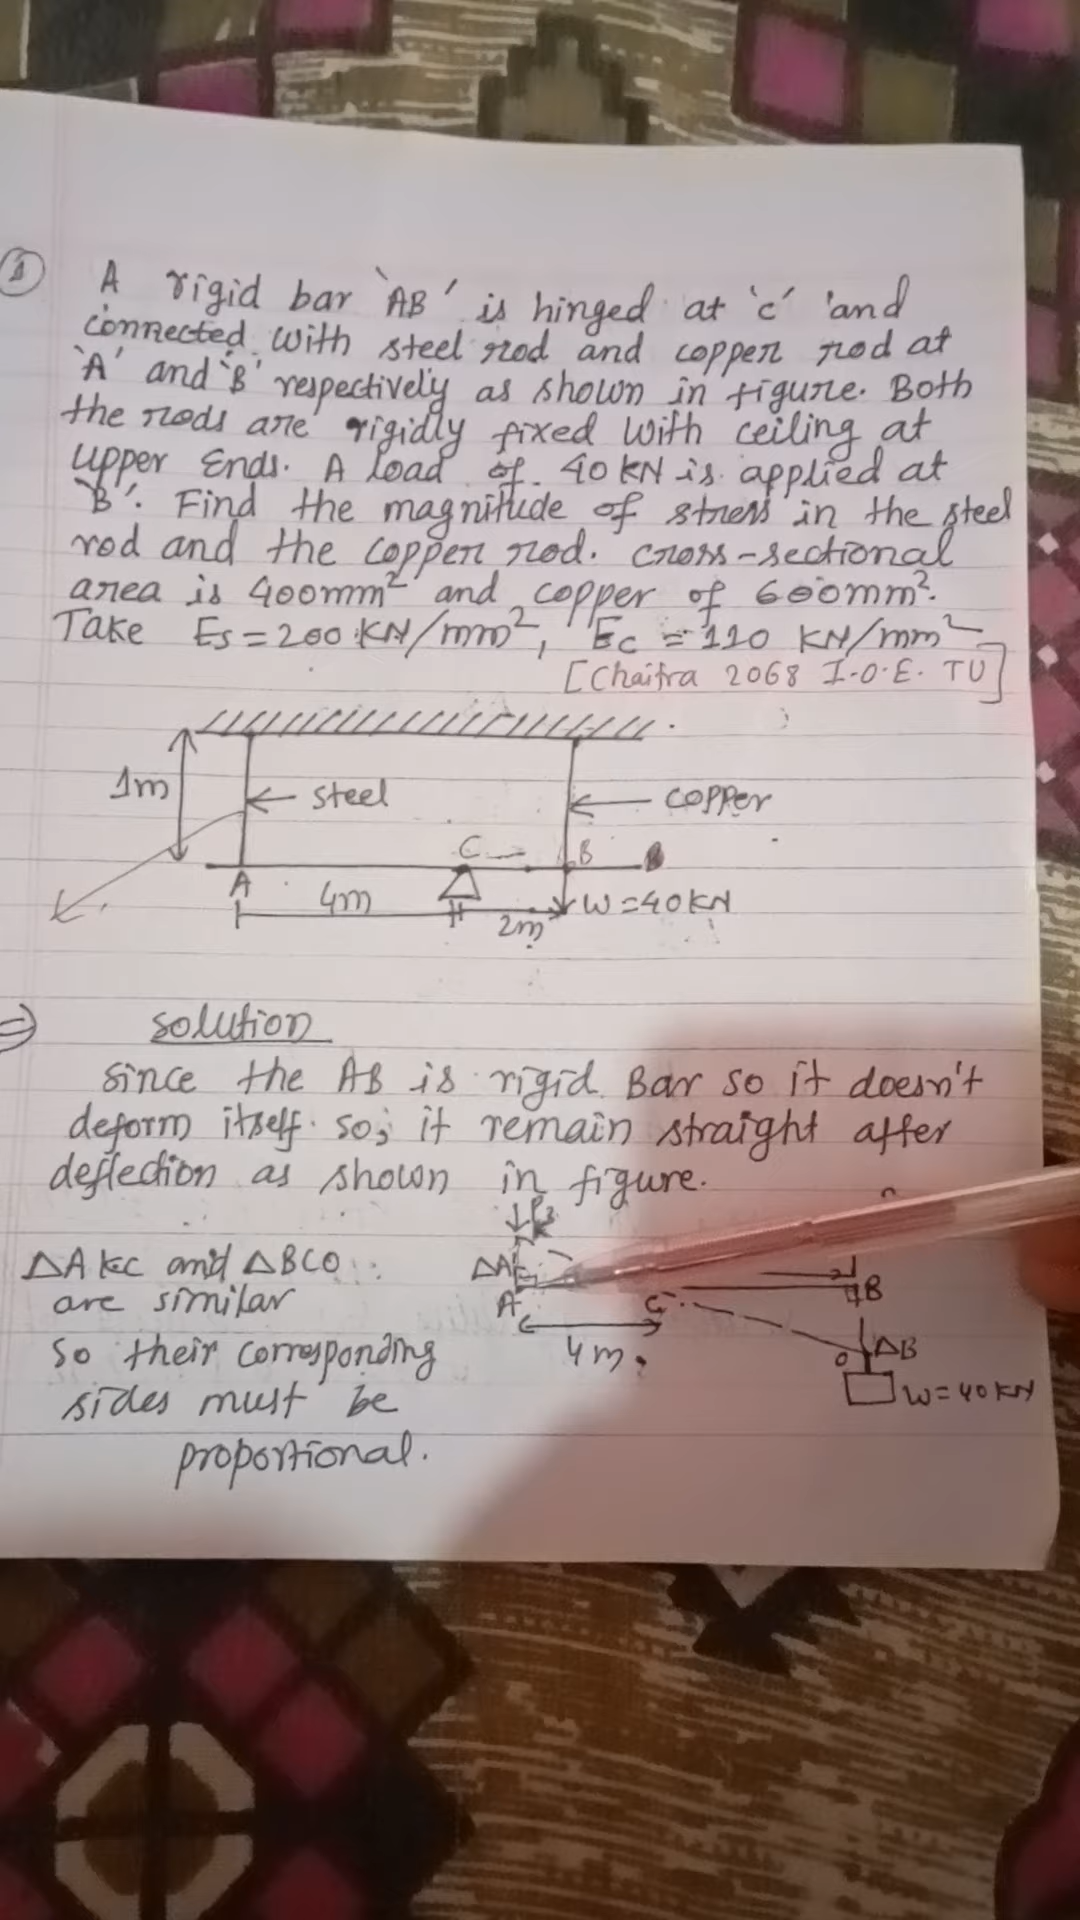 1
A rigid bar `AB' is hinged at 'c' 'and
connected with steel rod and copper rod at
`A' and `B' respectively as shown in figure. Both
the rods are rigidly fixed with ceiling at
upper Ends. A load of 40 KN is applied at
`B'. Find the magnitude of stress in the steel
rod and the copper rod. cross-sectional
area is 400mm² and copper of 600mm².
Take Es = 200 KN/mm², Ec = 110 KN/mm²
[Chaitra 2068 I.O.E. TU]
1m
steel
copper
C
B
A
4m
2m
W = 40KN
solution
since the AB is rigid Bar so it doesn't
deform itself. so; it remain straight after
deflection as shown in figure.
ΔAKC and ΔBCO
are similar
so their corresponding
sides must be
proportional.
ΔA
A
C
B
4m.
O
ΔB
W = 40KN